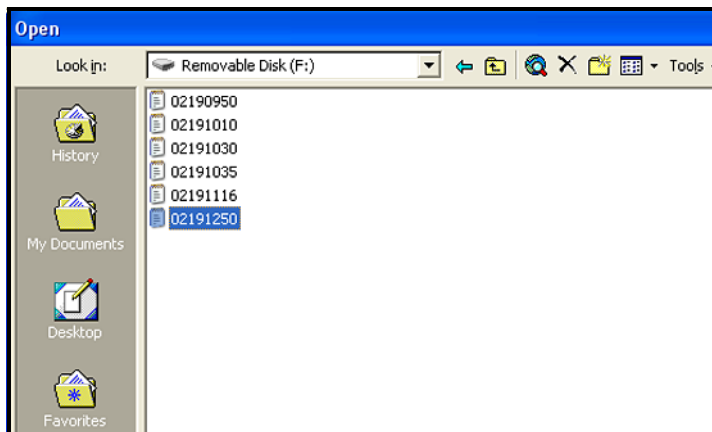 Open
Look in:
Removable Disk (F:)
Tools
02190950
02191010
02191030
02191035
02191116
02191250
History
My Documents
Desktop
Favorites